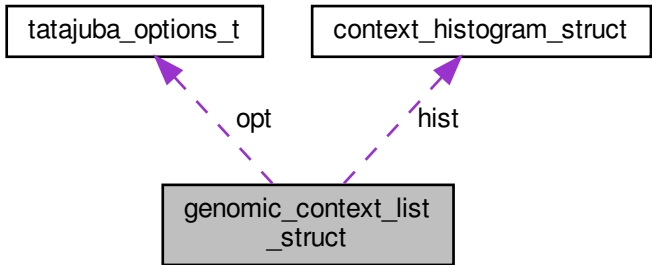 tatajuba_options_t
context_histogram_struct
opt
hist
genomic_context_list
_struct